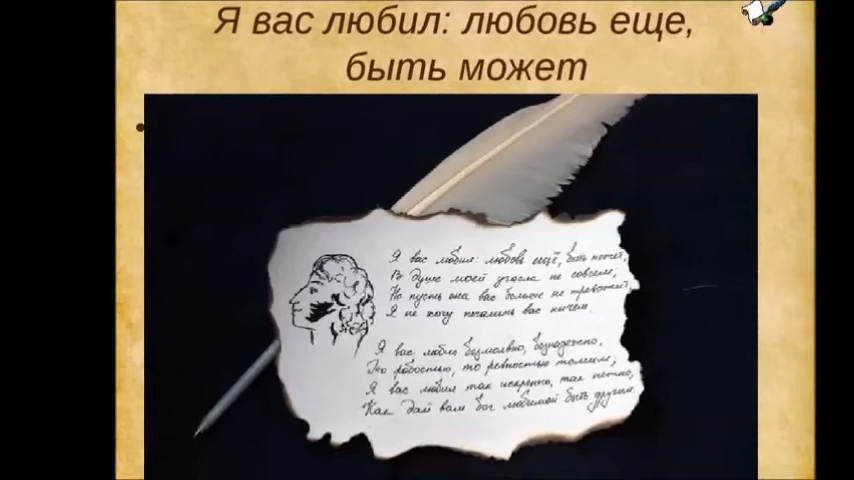 Я вас любил: любовь еще,
быть может
Я вас любил: любовь ещё, быть может,
В душе моей угасла не совсем;
Но пусть она вас больше не тревожит;
Я не хочу печалить вас ничем.
Я вас любил безмолвно, безнадежно,
То робостью, то ревностью томим;
Я вас любил так искренно, так нежно,
Как дай вам бог любимой быть другим.